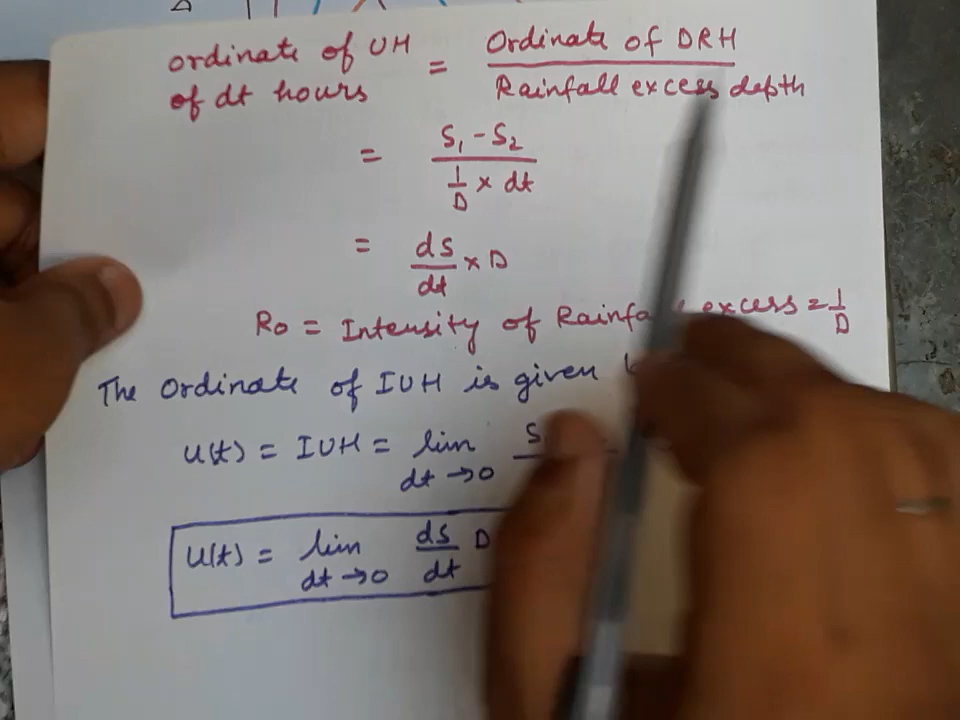 ordinate of UH of dt hours = Ordinate of DRH / Rainfall excess depth
= S₁ - S₂ / 1/D × dt
= ds/dt × D
Ro = Intensity of Rainfa excess = 1/D
The Ordinate of IUH is given
U(t) = IUH = lim dt→0 S
U(t) = lim dt→0 ds/dt D